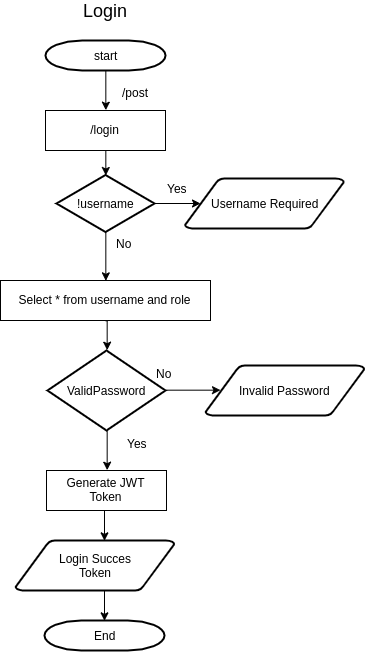 Login
start
/post
/login
!username
Yes
Username Required
No
Select * from username and role
ValidPassword
No
Invalid Password
Yes
Generate JWT
Token
Login Succes
Token
End